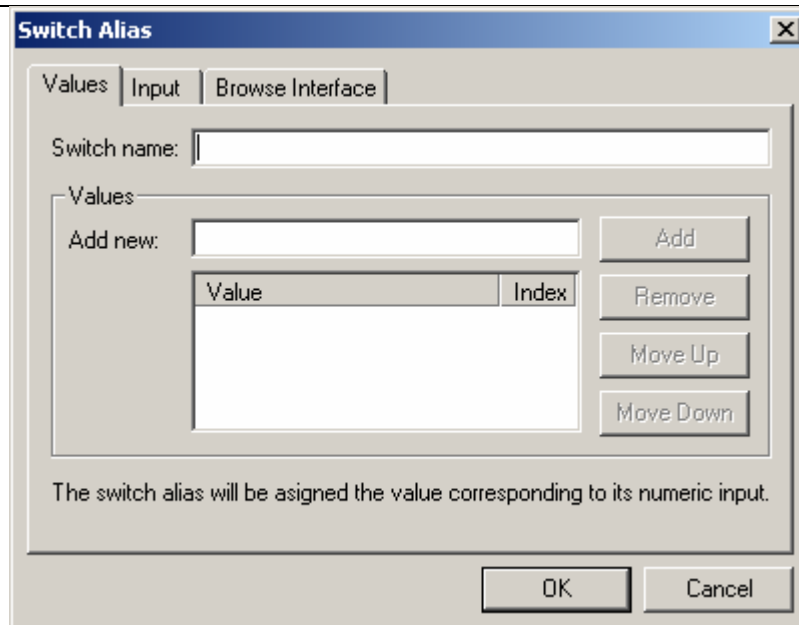 Switch Alias
Values Input Browse Interface
Switch name:
Values
Add new: Add
Value Index
Remove
Move Up
Move Down
The switch alias will be asigned the value corresponding to its numeric input.
OK Cancel